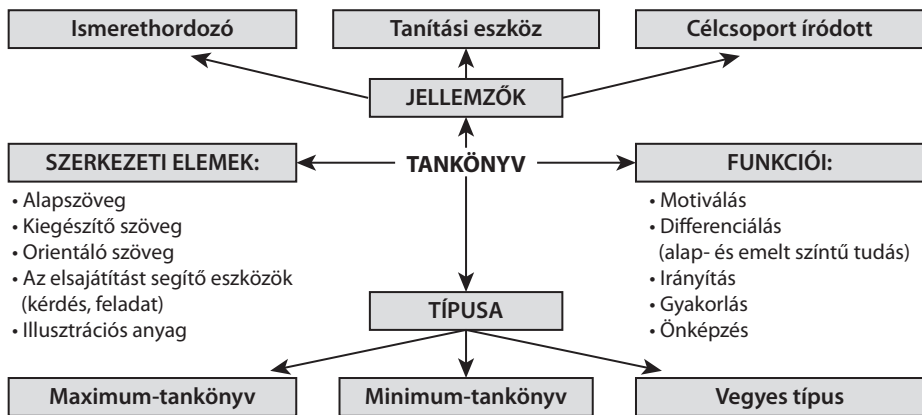 Ismerethordozó
Tanítási eszköz
Célcsoport íródott
JELLEMZŐK
SZERKEZETI ELEMEK:
• Alapszöveg
• Kiegészítő szöveg
• Orientáló szöveg
• Az elsajátítást segítő eszközök
(kérdés, feladat)
• Illusztrációs anyag
TANKÖNYV
FUNKCIÓI:
• Motiválás
• Differenciálás
(alap- és emelt színtű tudás)
• Irányítás
• Gyakorlás
• Önképzés
TÍPUSA
Maximum-tankönyv
Minimum-tankönyv
Vegyes típus